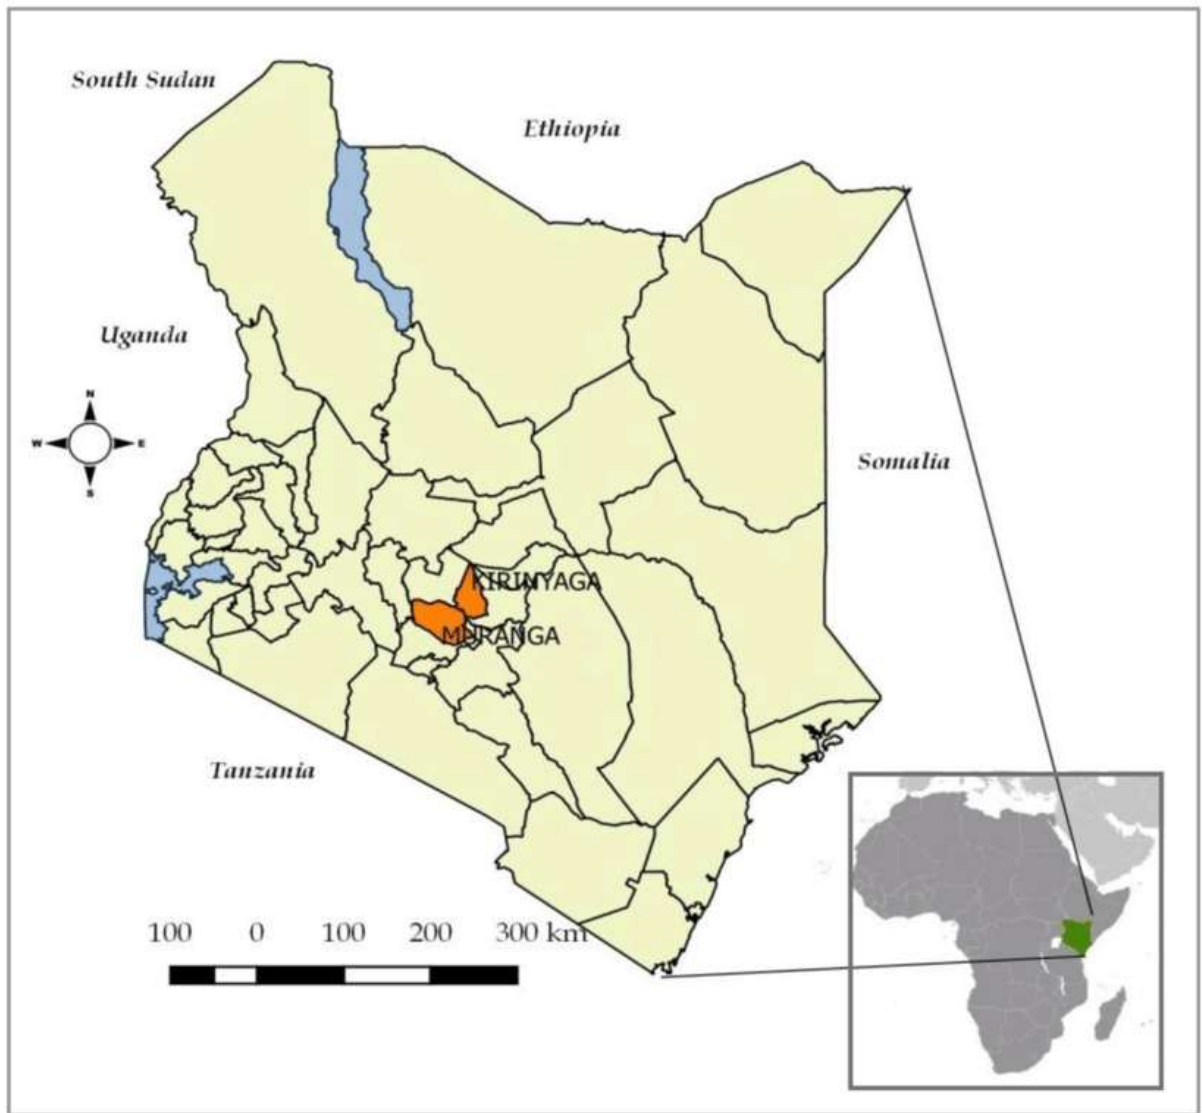 South Sudan
Ethiopia
Uganda
N
W E
S
Somalia
KIRINYAGA
MURANGA
Tanzania
100 0 100 200 300 km